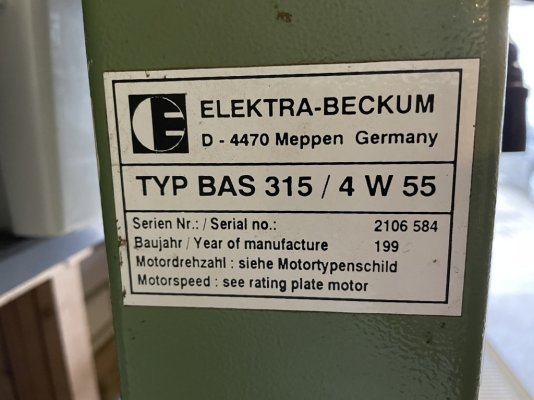 E ELEKTRA-BECKUM
D - 4470 Meppen Germany
TYP BAS 315 / 4 W 55
Serien Nr.: / Serial no.: 2106 584
Baujahr / Year of manufacture 199
Motordrehzahl : siehe Motortypenschild
Motorspeed : see rating plate motor